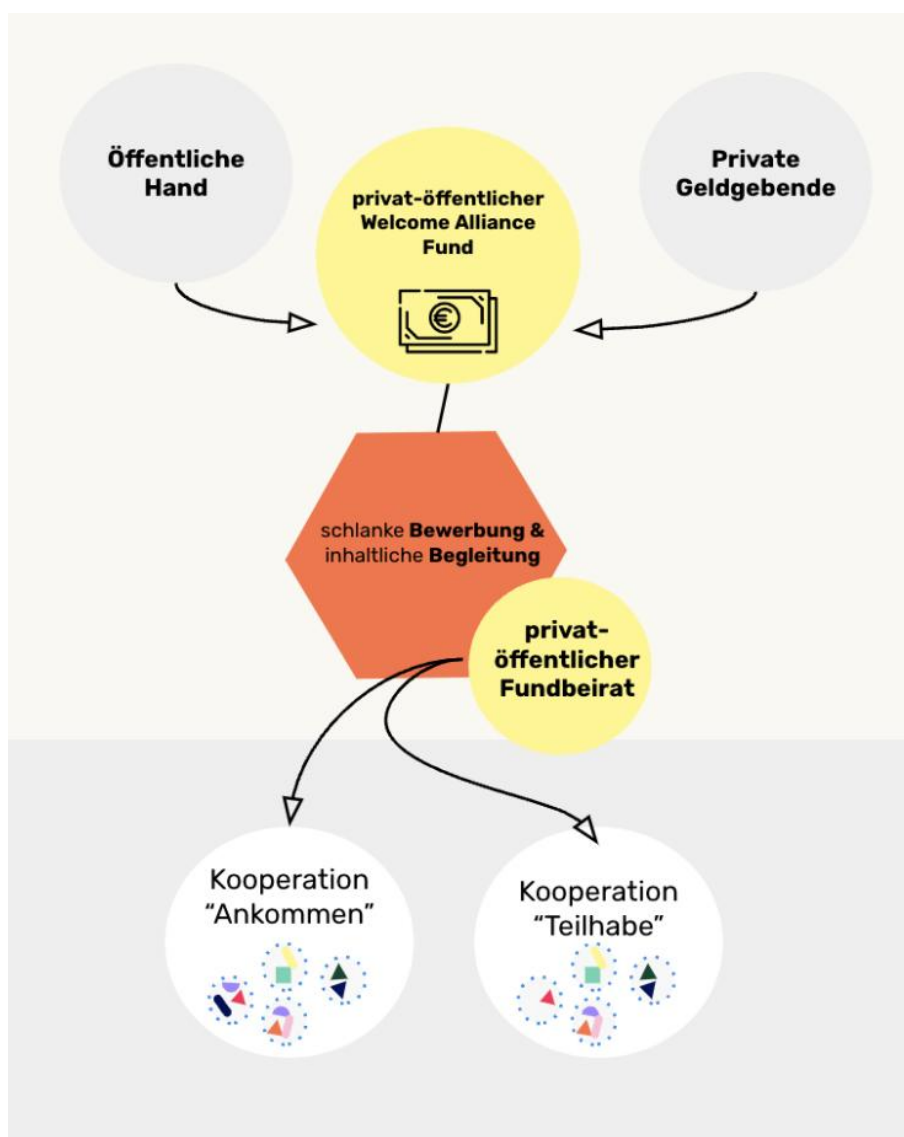 Öffentliche
Hand
privat-öffentlicher
Welcome Alliance
Fund
€
Private
Geldgebende
schlanke Bewerbung &
inhaltliche Begleitung
privat-
öffentlicher
Fundbeirat
Kooperation
“Ankommen”
Kooperation
“Teilhabe”